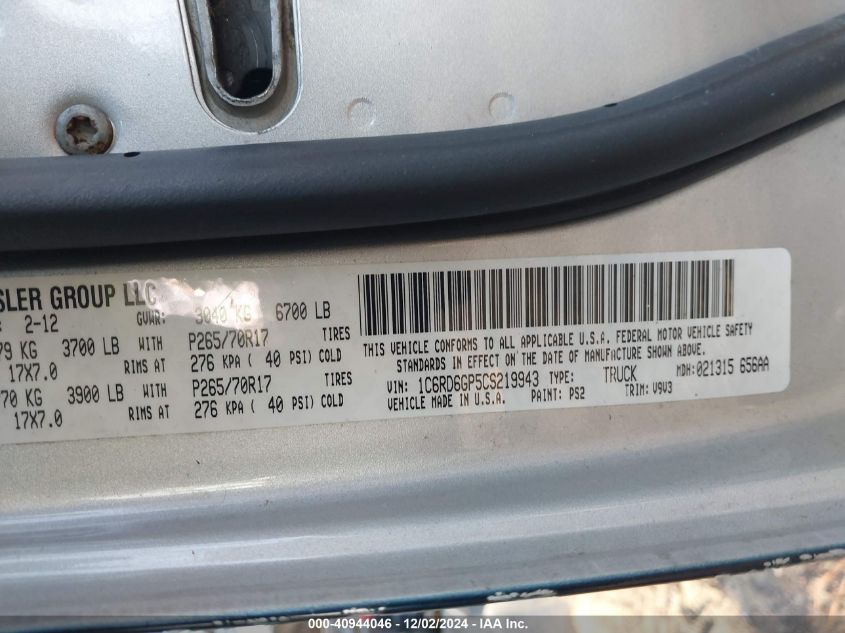 SLER GROUP LLC
2-12
GVWR: 3040 KG 6700 LB
79 KG 3700 LB WITH P265/70R17 TIRES
17X7.0 RIMS AT 276 KPA ( 40 PSI) COLD
70 KG 3900 LB WITH P265/70R17 TIRES
17X7.0 RIMS AT 276 KPA ( 40 PSI) COLD
THIS VEHICLE CONFORMS TO ALL APPLICABLE U.S.A. FEDERAL MOTOR VEHICLE SAFETY
STANDARDS IN EFFECT ON THE DATE OF MANUFACTURE SHOWN ABOVE.
VIN: 1C6RD6GP5CS219943 TYPE: TRUCK MDH: 021315 656AA
VEHICLE MADE IN U.S.A. PAINT: PS2 TRIM: V9V3
000-40944046 - 12/02/2024 - IAA Inc.